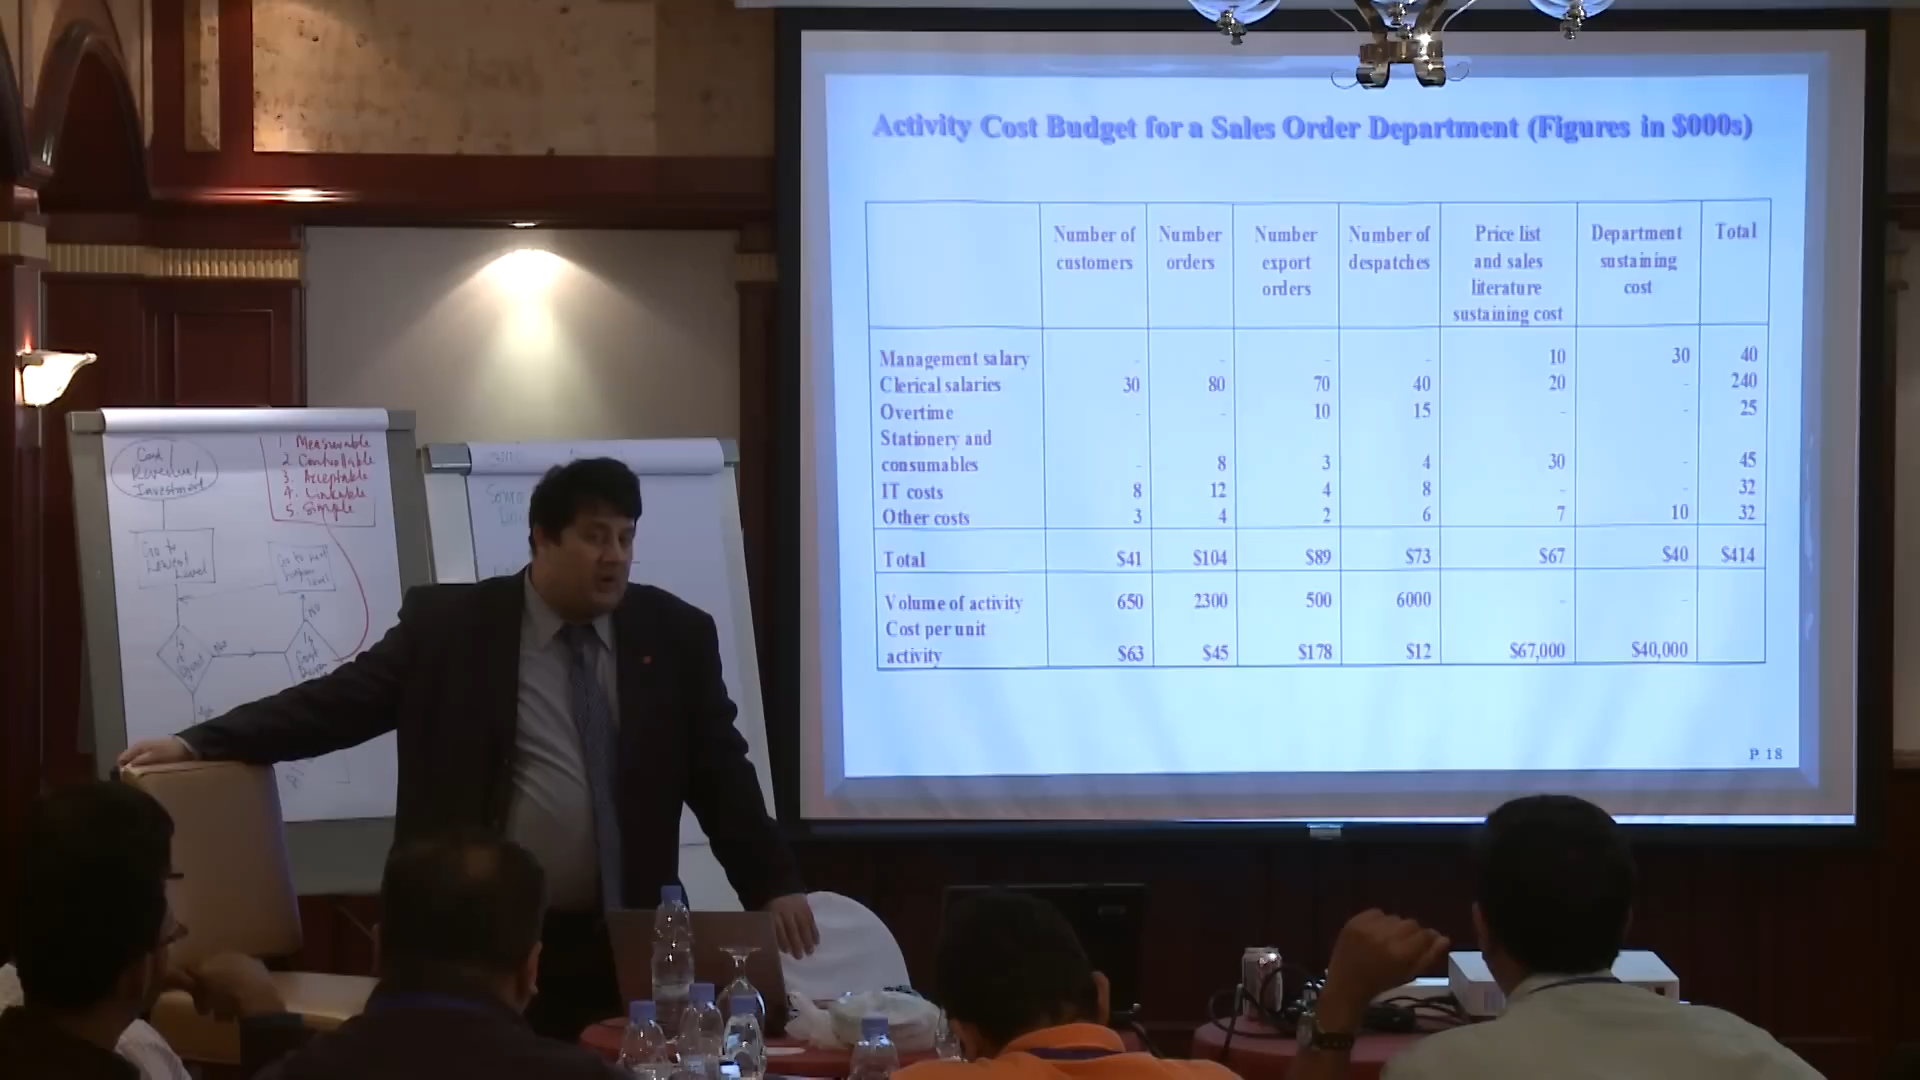 Activity Cost Budget for a Sales Order Department (Figures in $000s)
Number of customers Number orders Number export orders Number of despatches Price list and sales literature sustaining cost Department sustaining cost Total
Management salary - - - - 10 30 40
Clerical salaries 30 80 70 40 20 - 240
Overtime - - 10 15 - - 25
Stationery and
consumables - 8 3 4 30 - 45
IT costs 8 12 4 8 - - 32
Other costs 3 4 2 6 7 10 32
Total $41 $104 $89 $73 $67 $40 $414
Volume of activity 650 2300 500 6000 - -
Cost per unit
activity $63 $45 $178 $12 $67,000 $40,000
P 18
Cost/
Revenue/
Investment
1. Measurable
2. Controllable
3. Acceptable
4. Linkable
5. Simple
Go to
Lowest
Level
Go to next
higher
level
No
Is
it
No
Is
Cost